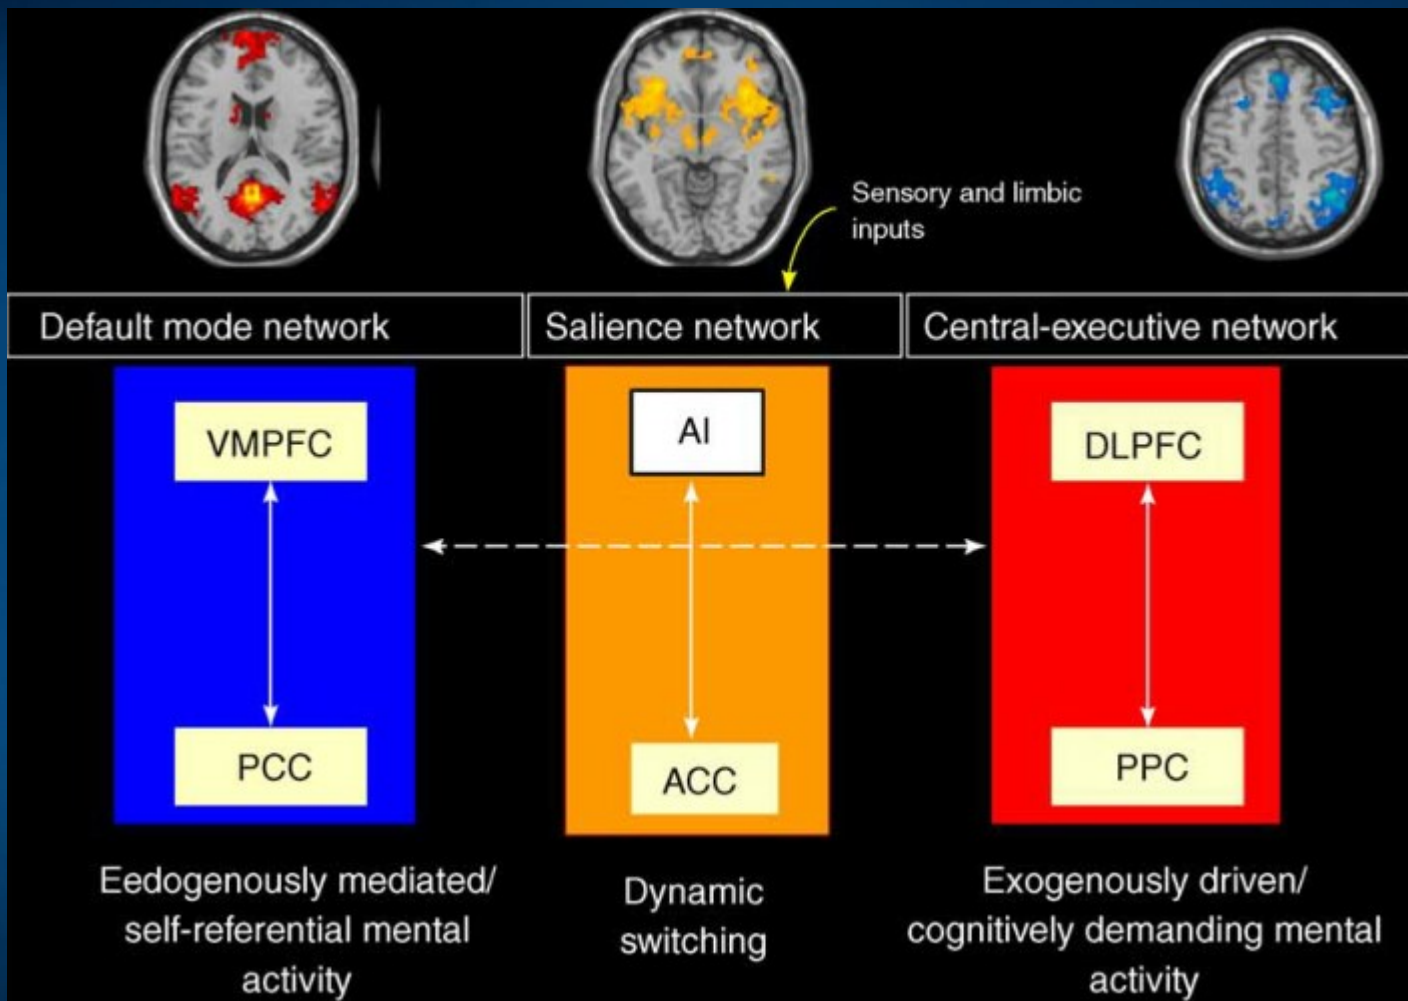 Sensory and limbic
inputs
Default mode network
Salience network
Central-executive network
VMPFC
AI
DLPFC
PCC
ACC
PPC
Eedogenously mediated/
self-referential mental
activity
Dynamic
switching
Exogenously driven/
cognitively demanding mental
activity